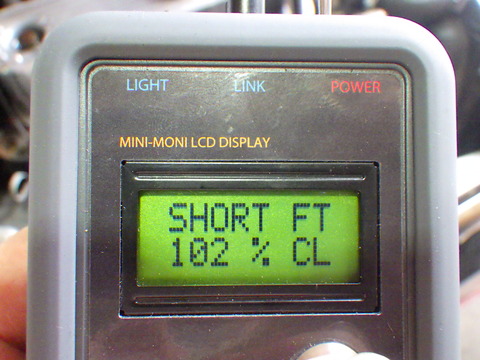 LIGHT LINK POWER
MINI-MONI LCD DISPLAY
SHORT FT
102 % CL